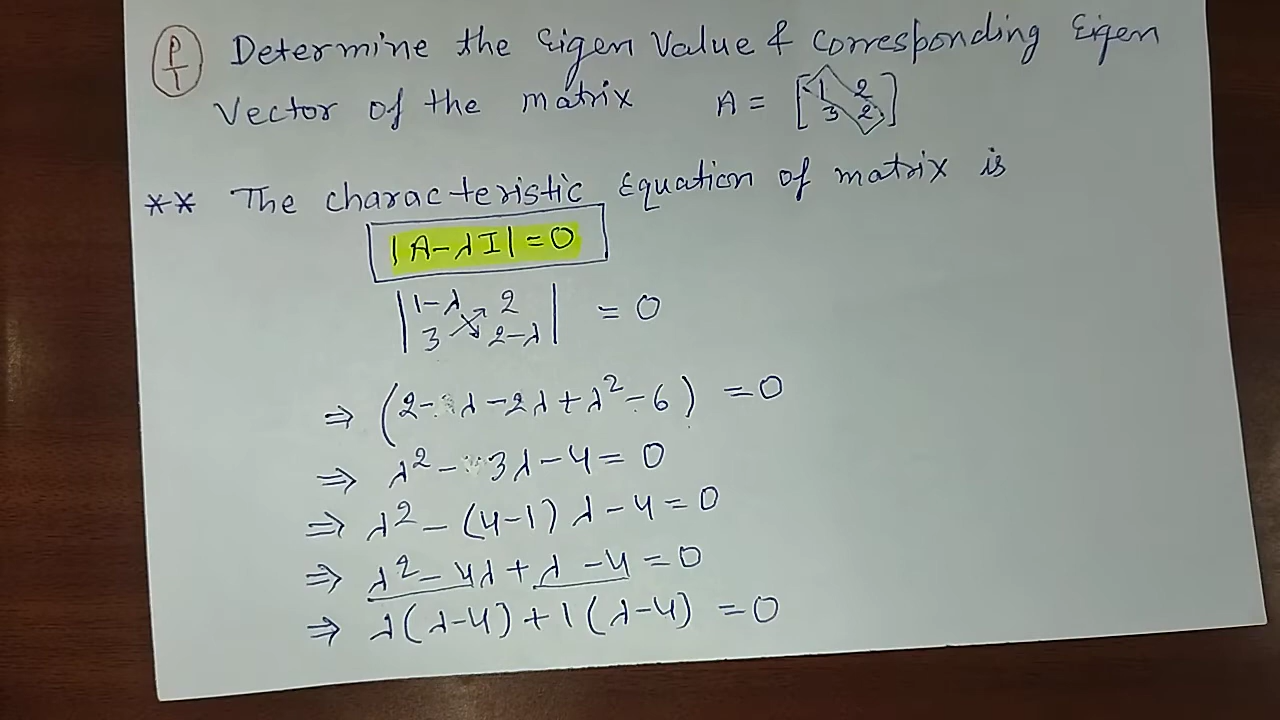 P/T Determine the Eigen Value & Corresponding Eigen
Vector of the matrix A = [1 2
3 2]
** The characteristic Equation of matrix is
|A-λI|=0
|1-λ 2
3 2-λ| = 0
⇒ (2-λ-2λ+λ²-6) = 0
⇒ λ²-3λ-4=0
⇒ λ²-(4-1)λ-4=0
⇒ λ²-4λ+λ-4=0
⇒ λ(λ-4)+1(λ-4) = 0